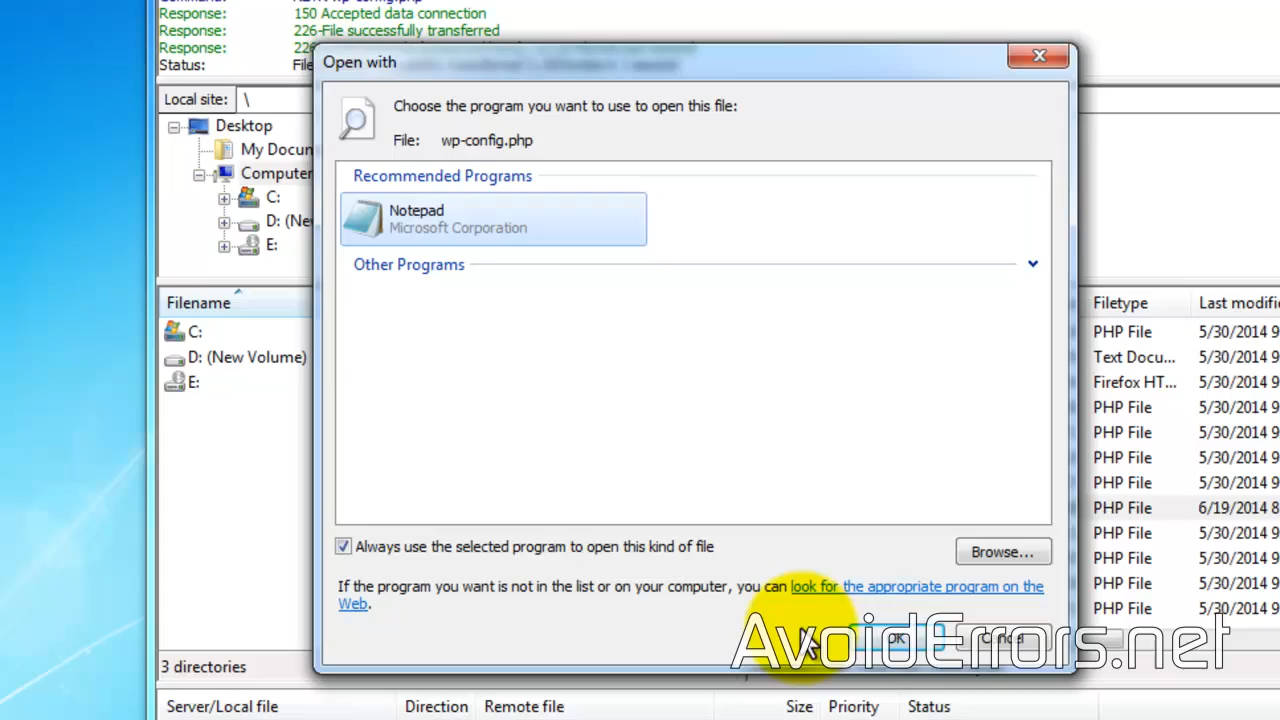 Response: 150 Accepted data connection
Response: 226-File successfully transferred
Response: 226
Status: File
Open with
Local site: \
Choose the program you want to use to open this file:
File: wp-config.php
Desktop
My Docum
Computer
C:
D: (Ne
E:
Recommended Programs
Notepad
Microsoft Corporation
Other Programs
Filename
Filetype Last modifi
C:
D: (New Volume)
E:
PHP File 5/30/2014 9
Text Docu... 5/30/2014 9
Firefox HT... 5/30/2014 9
PHP File 5/30/2014 9
PHP File 5/30/2014 9
PHP File 5/30/2014 9
PHP File 5/30/2014 9
PHP File 6/19/2014 8
PHP File 5/30/2014 9
PHP File 5/30/2014 9
PHP File 5/30/2014 9
PHP File 5/30/2014 9
Always use the selected program to open this kind of file
Browse...
If the program you want is not in the list or on your computer, you can look for the appropriate program on the
Web.
OK Cancel
AvoidErrors.net
3 directories
Server/Local file Direction Remote file Size Priority Status